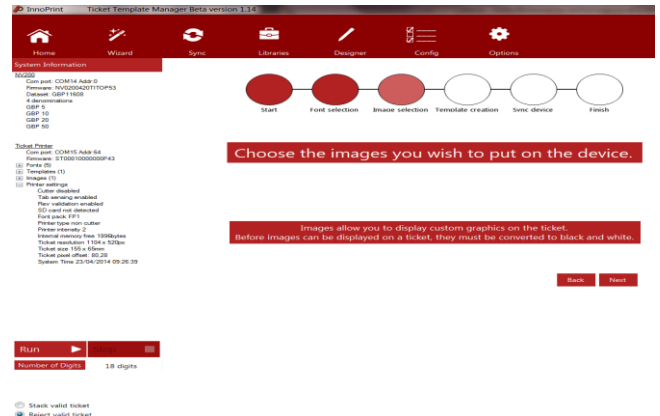 InnoPrint Ticket Template Manager Beta version 1.14
Home Wizard Sync Libraries Designer Config Options
System Information
NV200
Com port: COM14 Addr:0
Firmware: NV0200420TITOP53
Dataset: GBP11608
4 denominations
GBP 5
GBP 10
GBP 20
GBP 50
Ticket Printer
Com port: COM15 Addr:64
Firmware: ST00010000000P43
Fonts (5)
Templates (1)
Images (1)
Printer settings
Cutter disabled
Tab sensing enabled
Rev validation enabled
SD card not detected
Font pack FP1
Printer type non cutter
Printer intensity 2
Internal memory free 1996bytes
Ticket resolution 1104 x 520px
Ticket size 156 x 65mm
Ticket pixel offset: 80,28
System Time 23/04/2014 09:26:39
Start Font selection Image selection Template creation Sync device Finish
Choose the images you wish to put on the device.
Images allow you to display custom graphics on the ticket.
Before images can be displayed on a ticket, they must be converted to black and white.
Back Next
Run
Number of Digits 18 digits
Stack valid ticket
Reject valid ticket